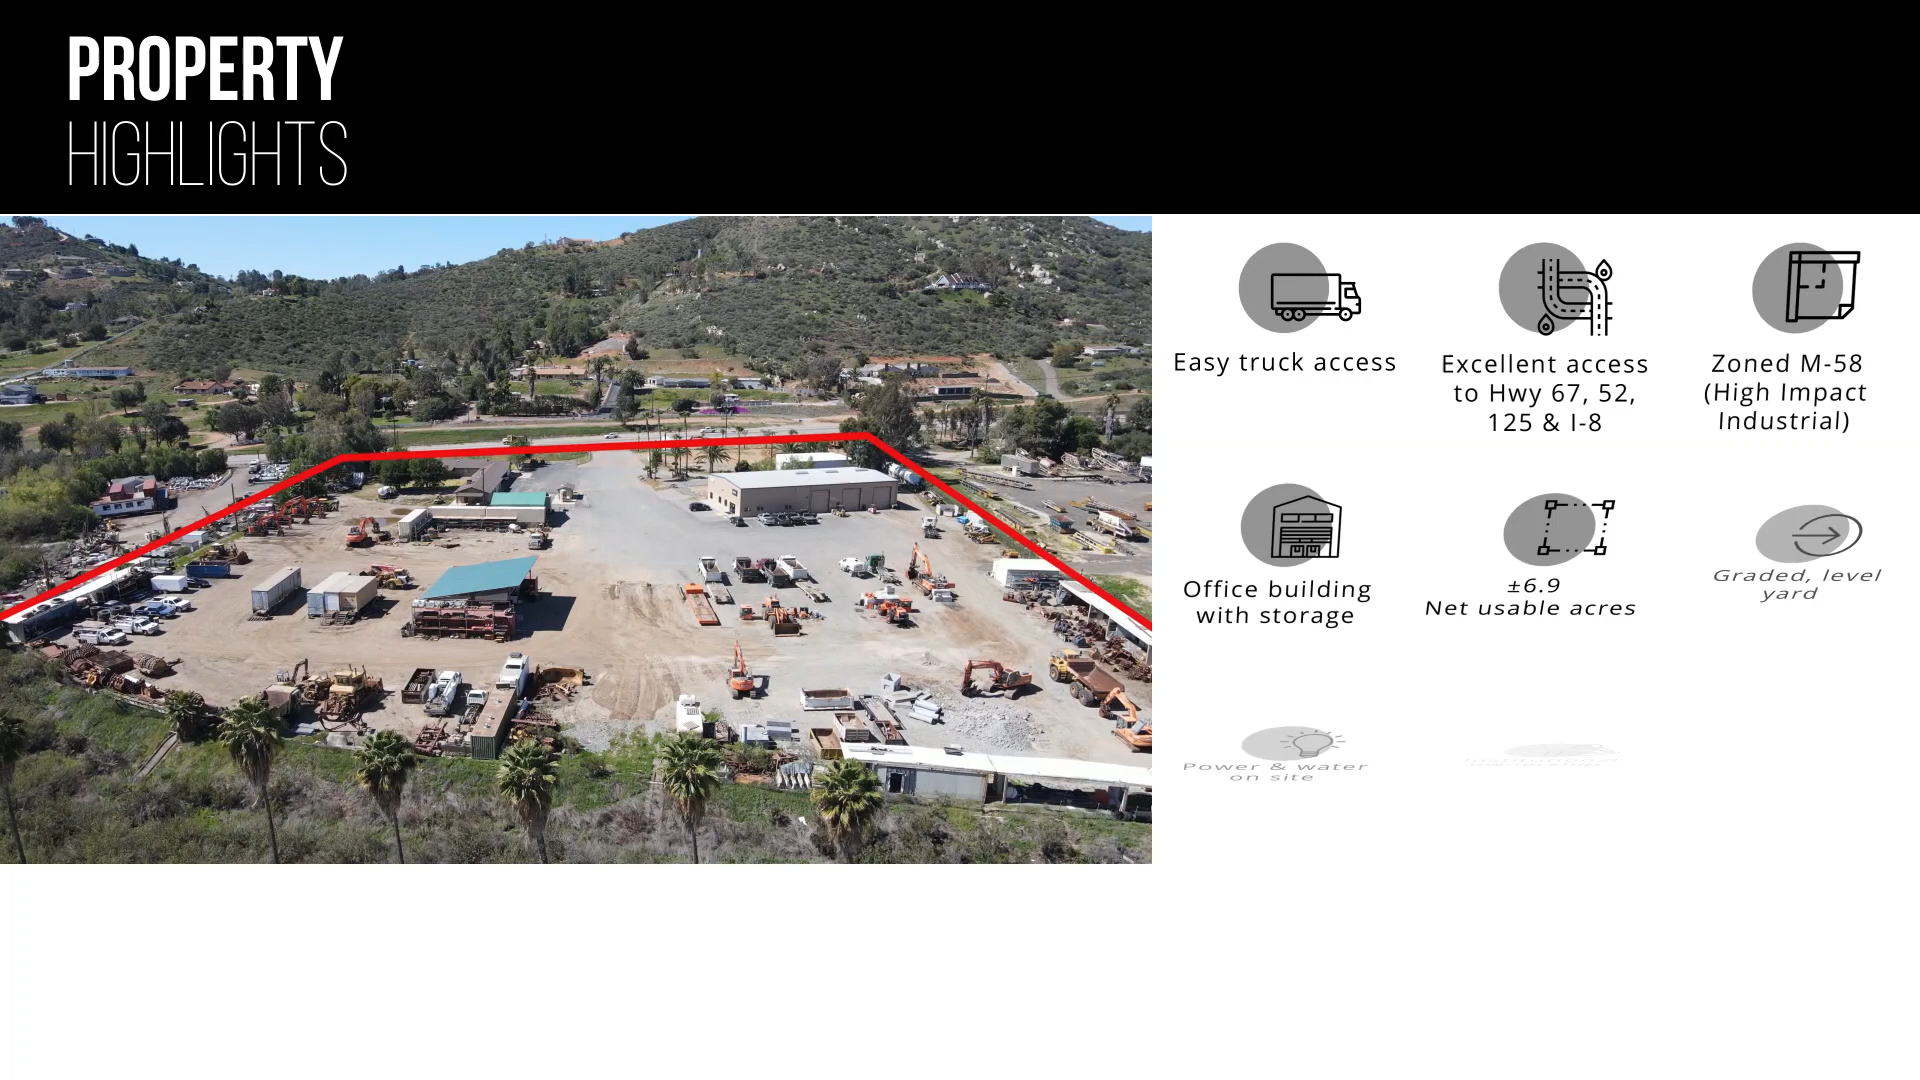 PROPERTY
HIGHLIGHTS
Easy truck access
Excellent access
to Hwy 67, 52,
125 & I-8
Zoned M-58
(High Impact
Industrial)
Office building
with storage
±6.9
Net usable acres
Graded, level
yard
Power & water
on site